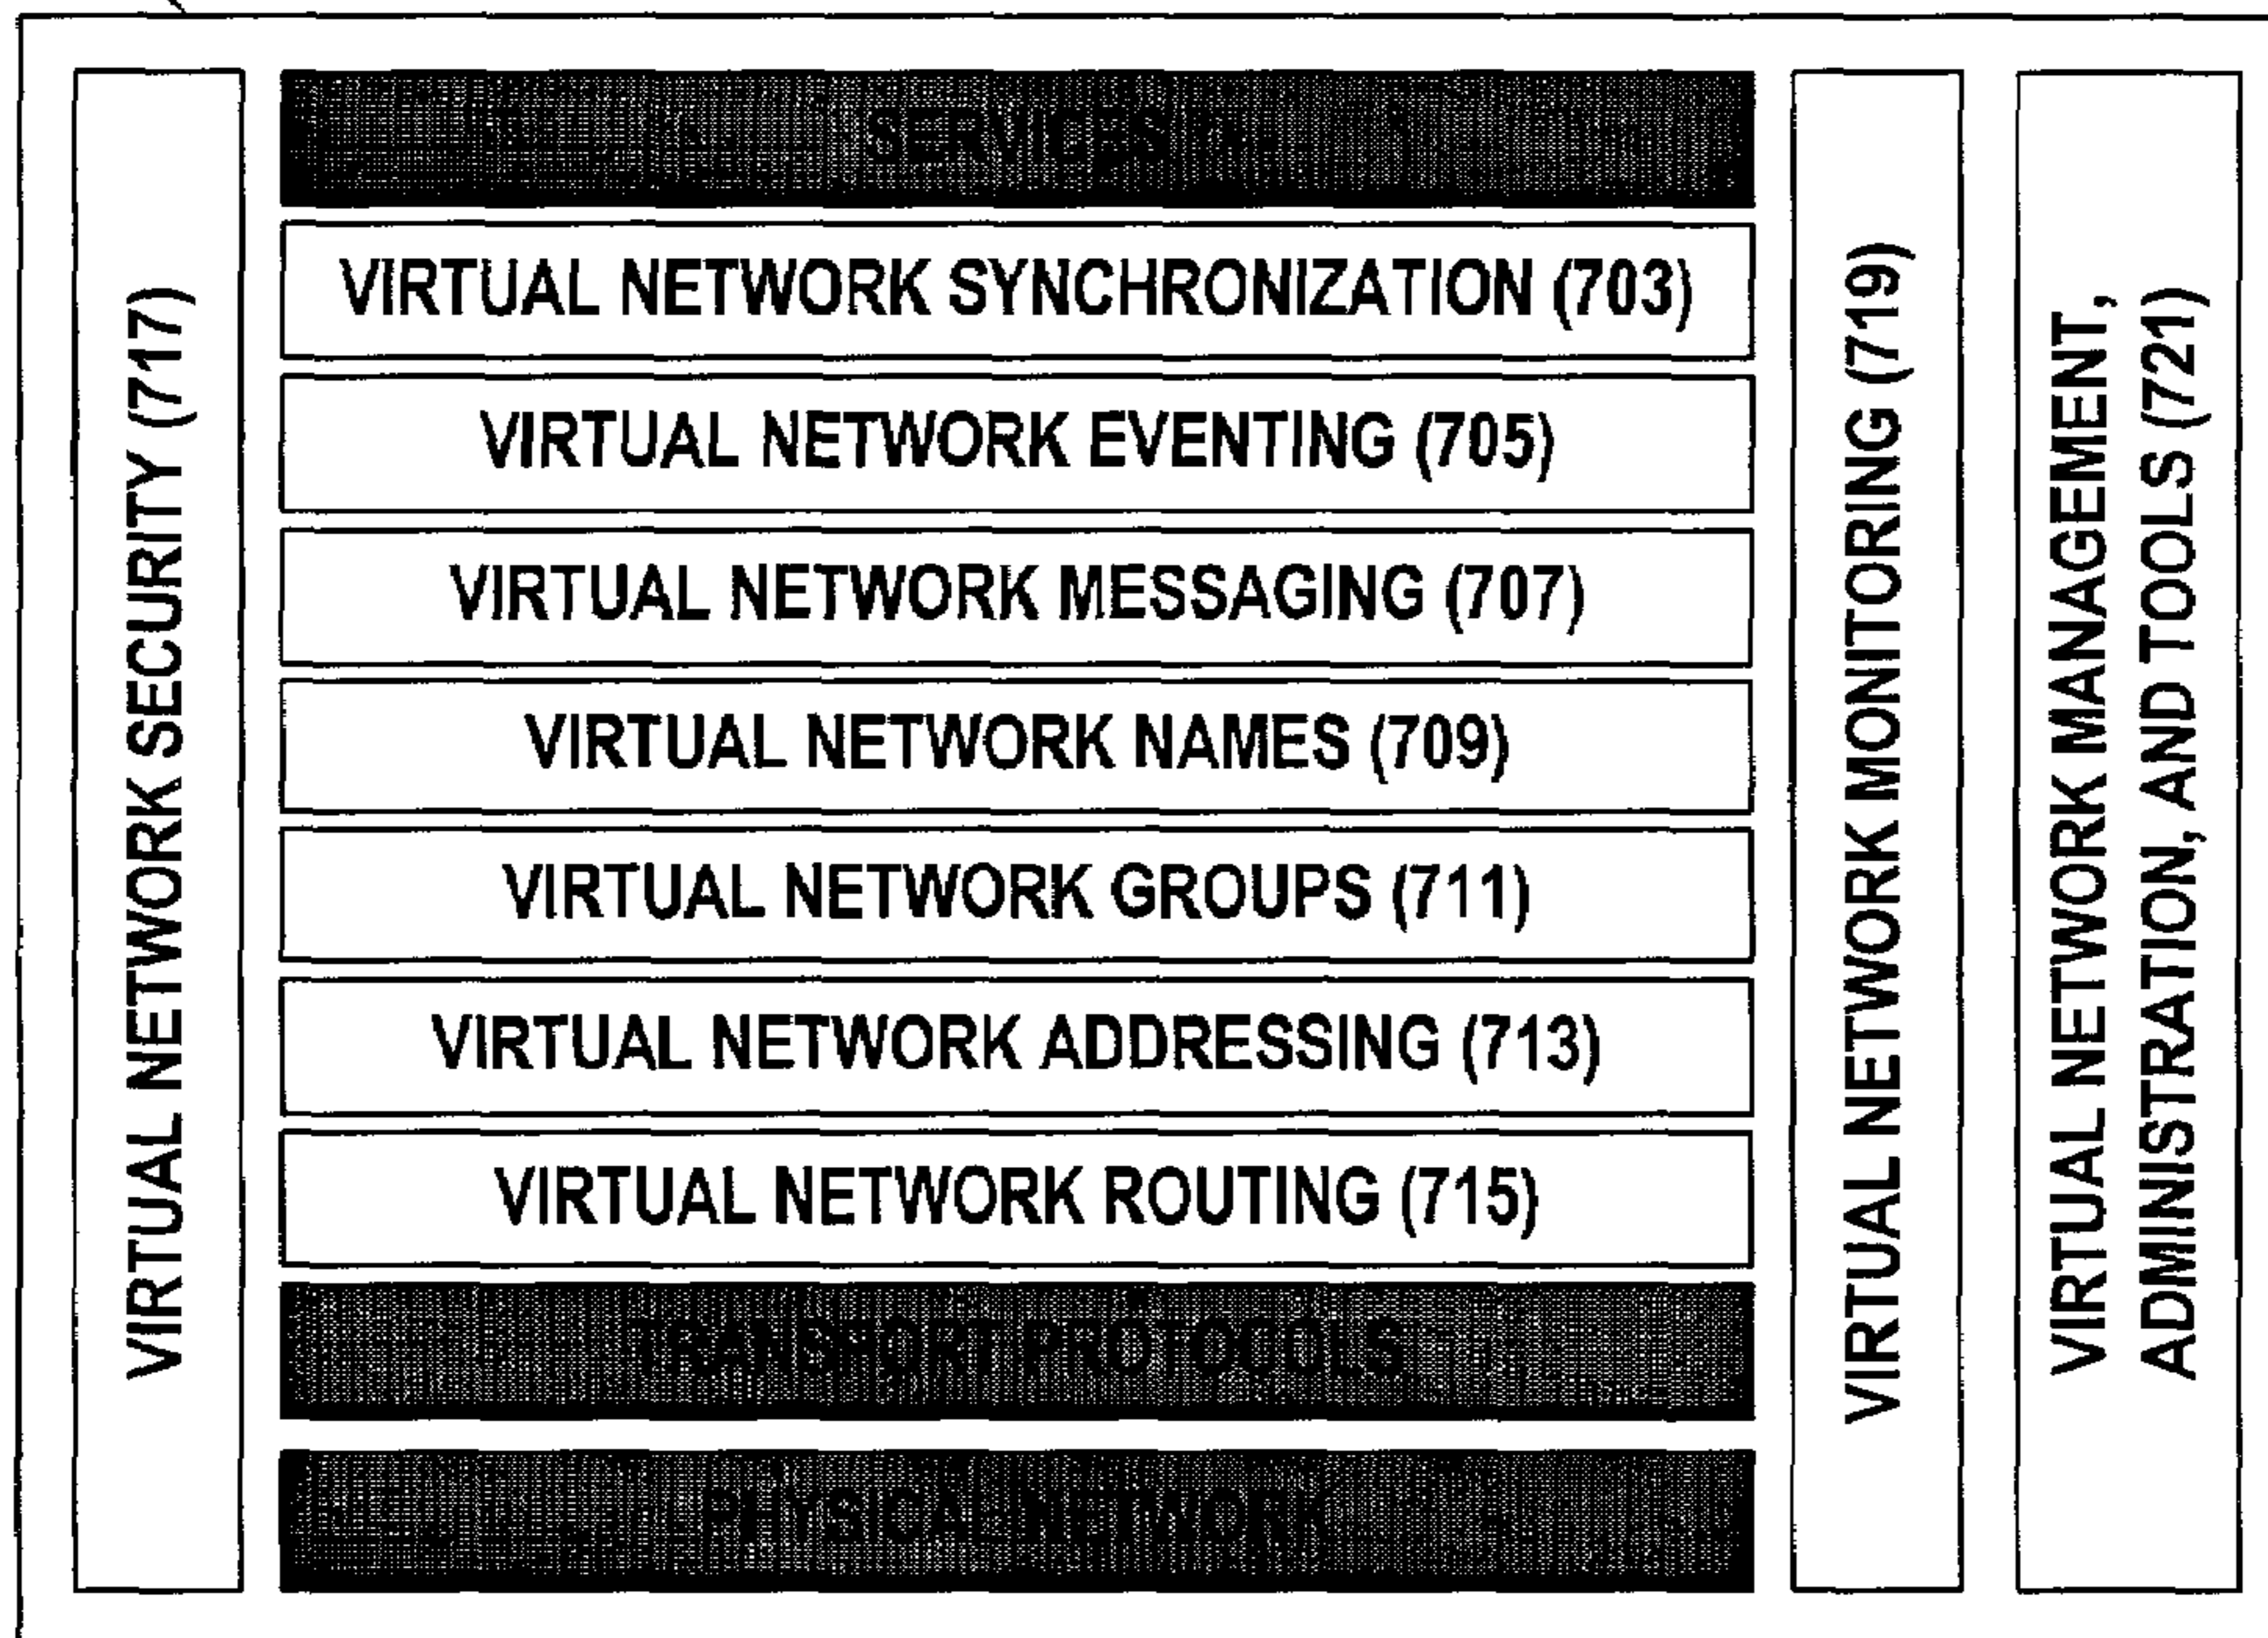 VIRTUAL NETWORK SECURITY (717)
SERVICES
VIRTUAL NETWORK SYNCHRONIZATION (703)
VIRTUAL NETWORK EVENTING (705)
VIRTUAL NETWORK MESSAGING (707)
VIRTUAL NETWORK NAMES (709)
VIRTUAL NETWORK GROUPS (711)
VIRTUAL NETWORK ADDRESSING (713)
VIRTUAL NETWORK ROUTING (715)
TRANSPORT PROTOCOLS
PHYSICAL NETWORK
VIRTUAL NETWORK MONITORING (719)
VIRTUAL NETWORK MANAGEMENT,
ADMINISTRATION, AND TOOLS (721)